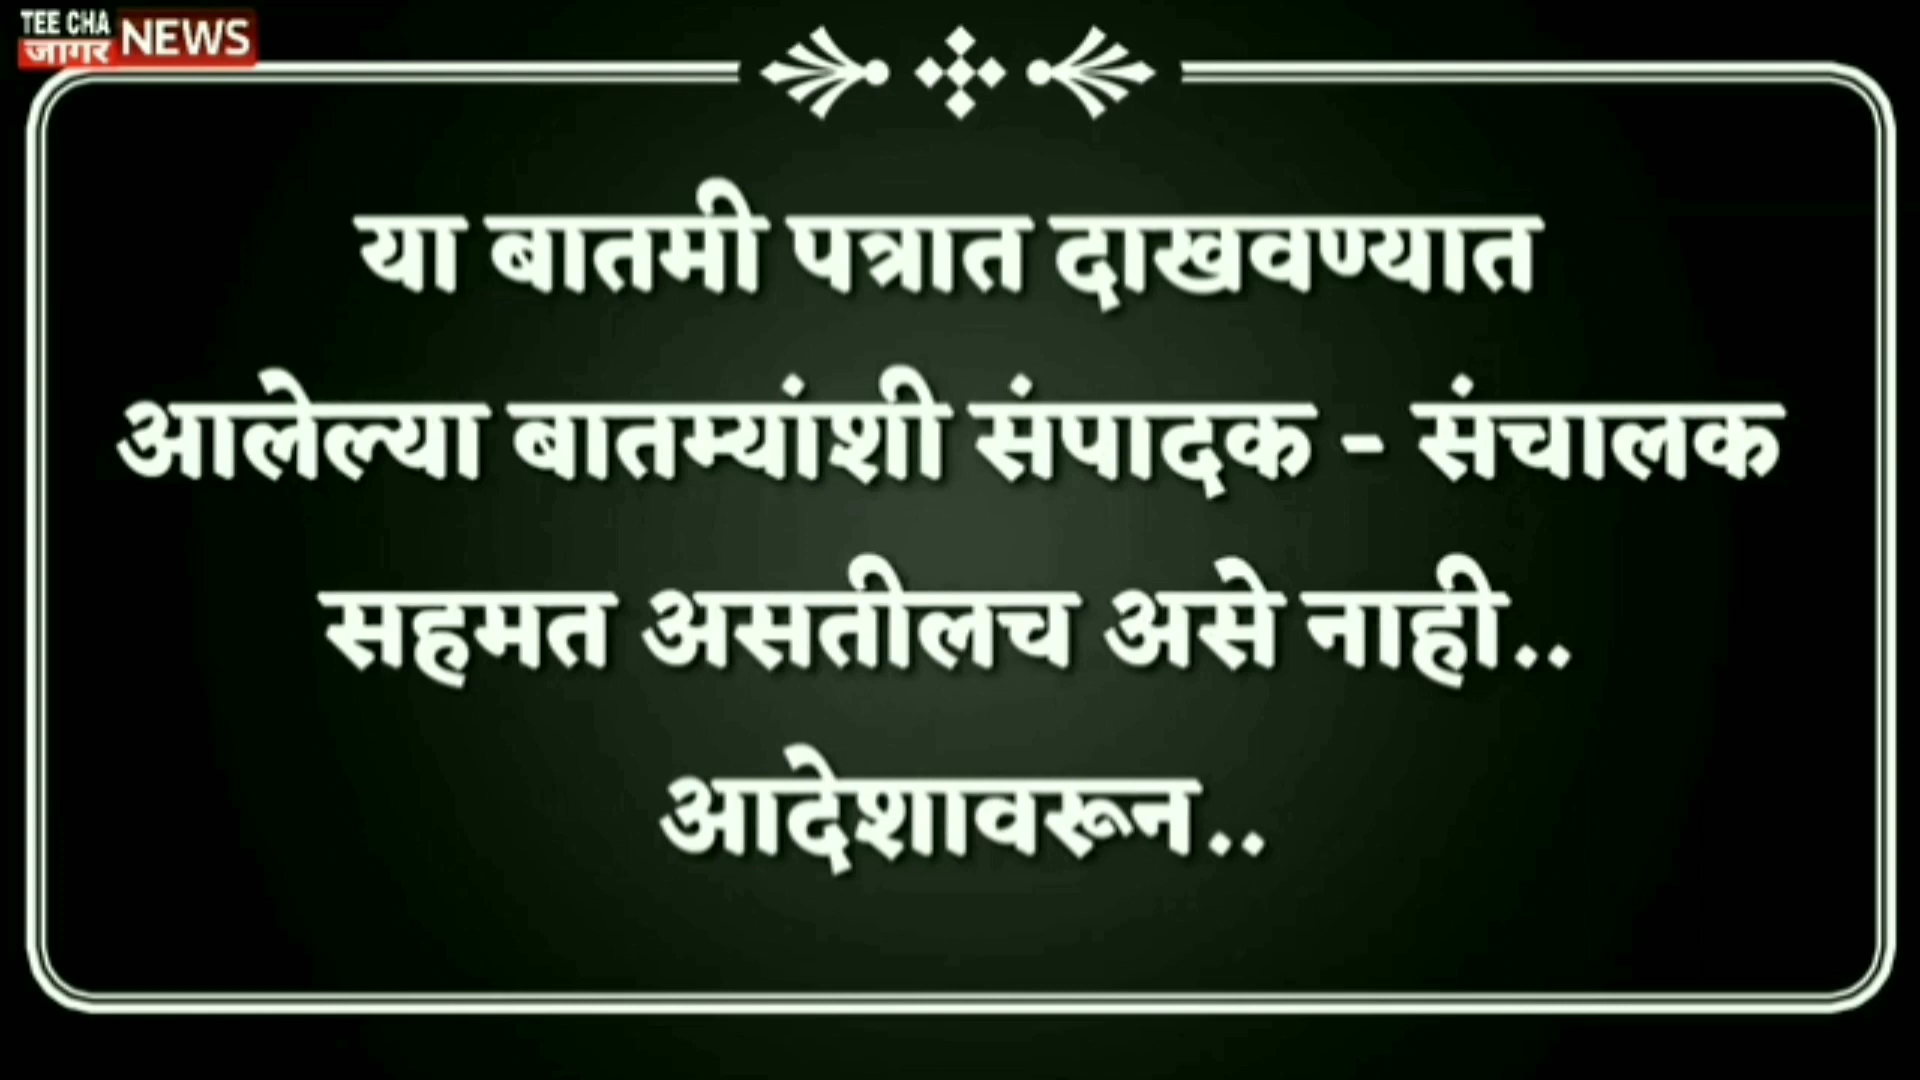 TEE CHA
जागर NEWS
या बातमी पत्रात दाखवण्यात
आलेल्या बातम्यांशी संपादक - संचालक
सहमत असतीलच असे नाही..
आदेशावरून..